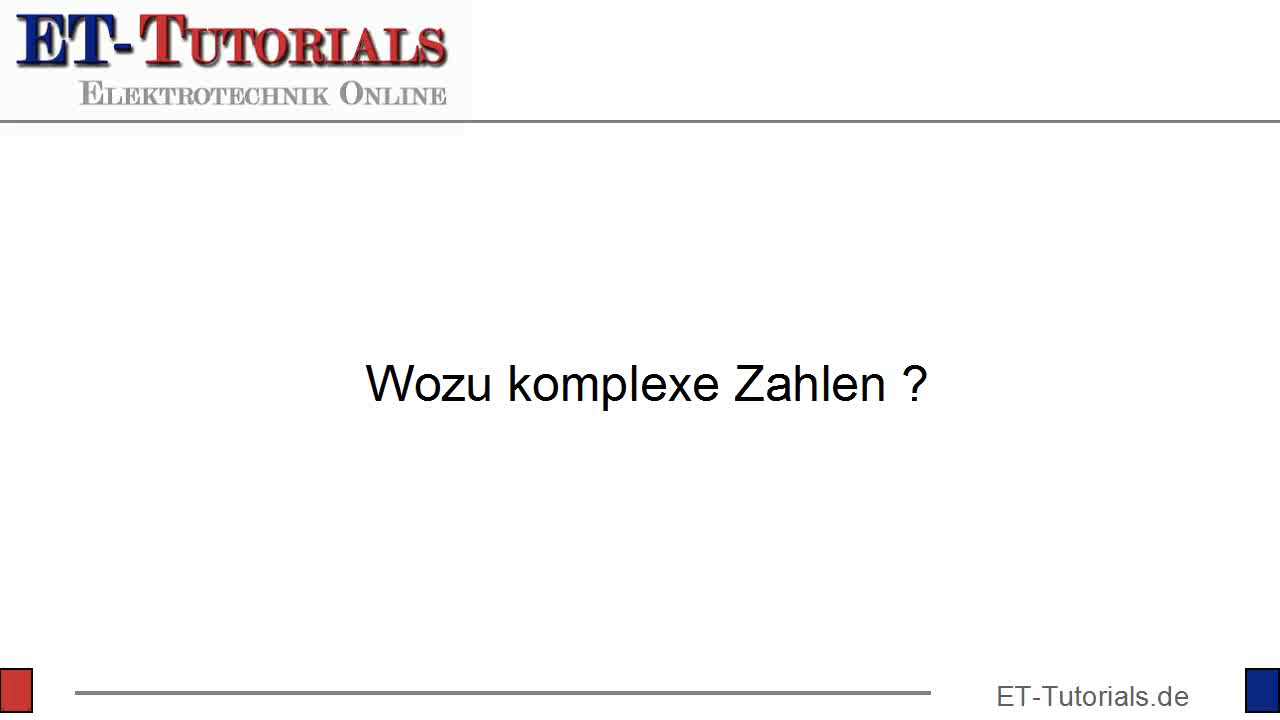 ET-TUTORIALS
ELEKTROTECHNIK ONLINE
Wozu komplexe Zahlen ?
ET-Tutorials.de